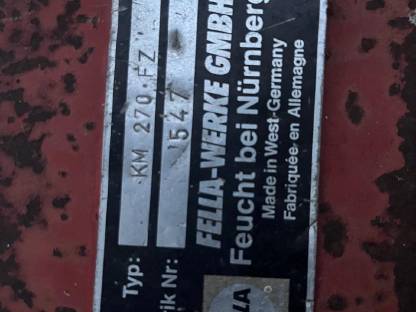 Typ: KM 270 FZ
rik Nr: 547
FELLA-WERKE GMBH
Feucht bei Nürnberg
Made in West-Germany
Fabriquée en Allemagne